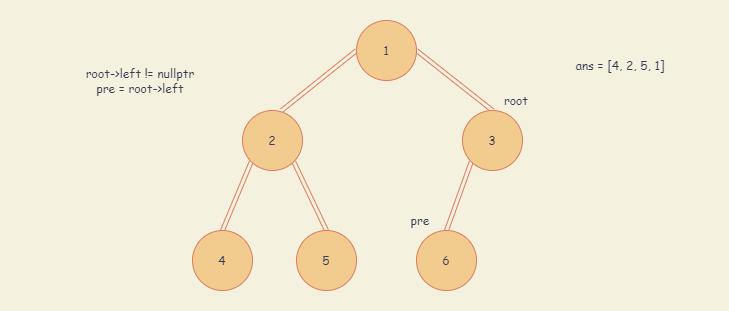 1
root->left != nullptr
pre = root->left
ans = [4, 2, 5, 1]
root
2
3
pre
4
5
6